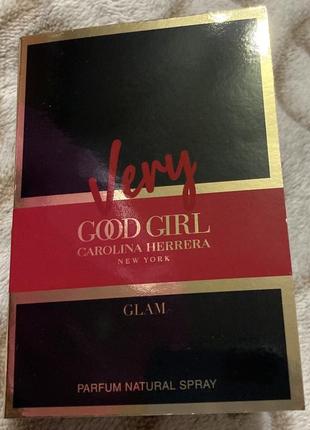 Very
GOOD GIRL
CAROLINA HERRERA
NEW YORK
GLAM
PARFUM NATURAL SPRAY